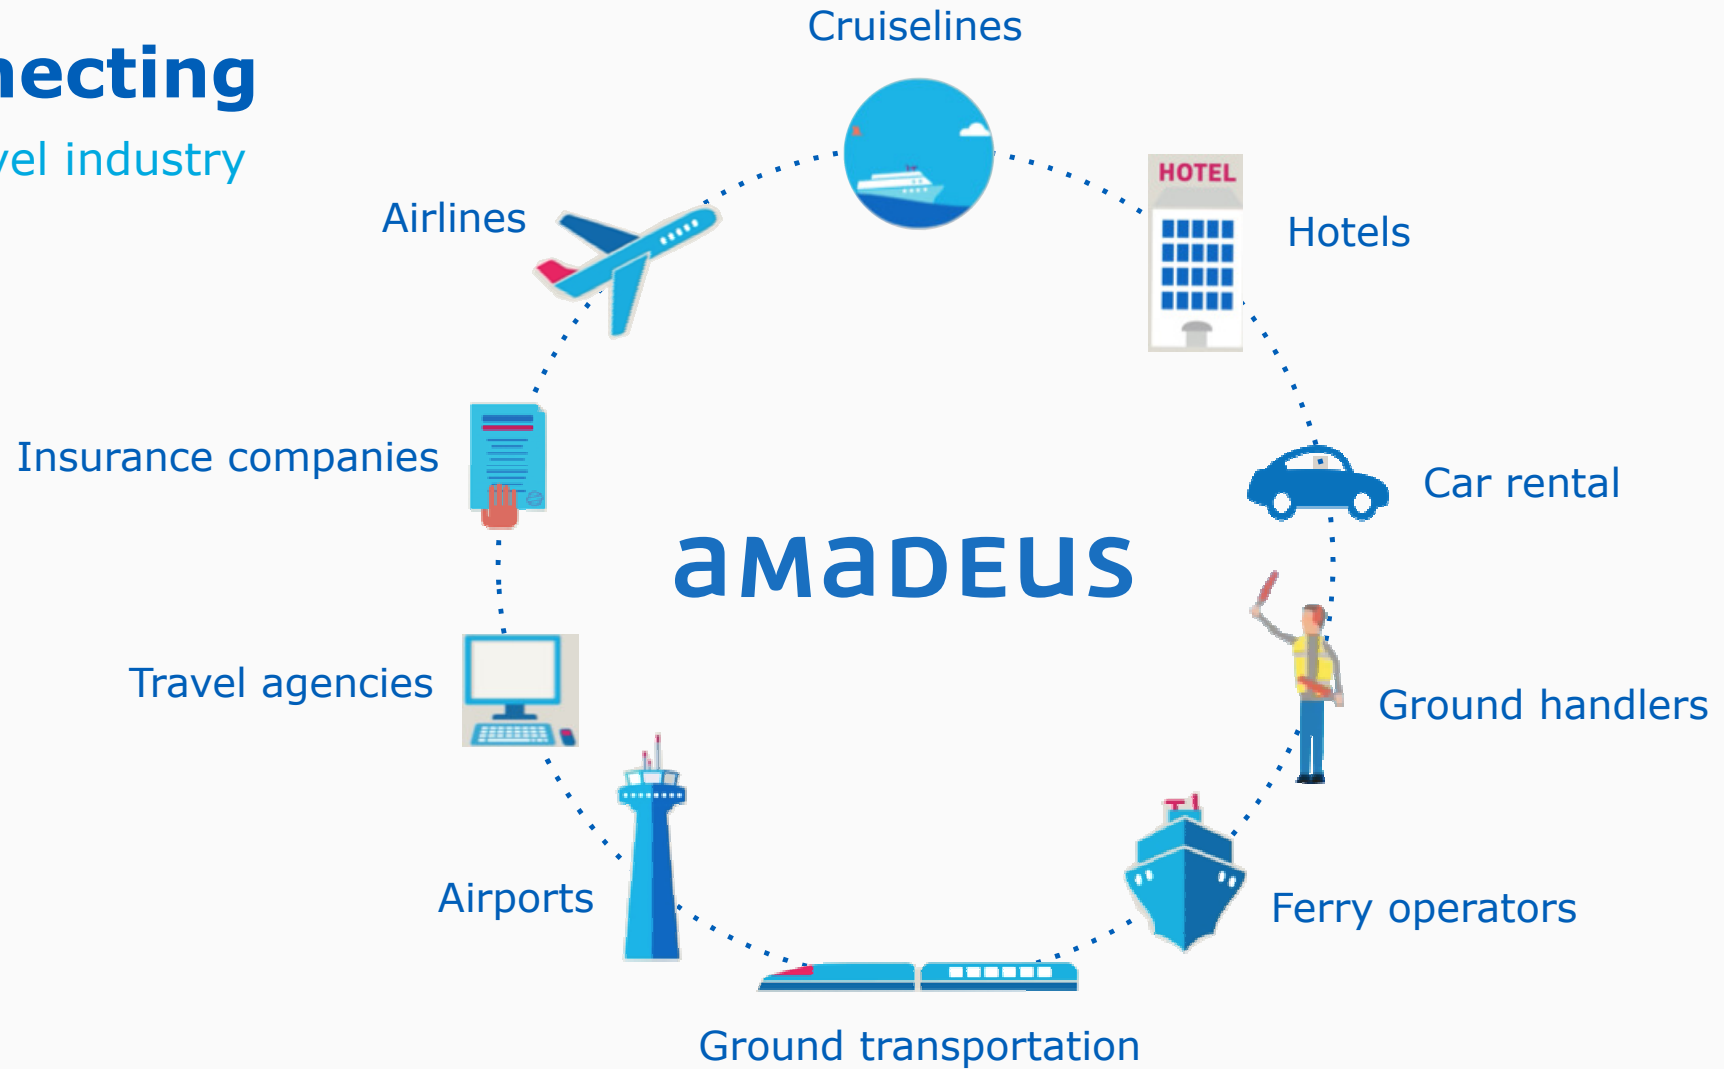 necting
vel industry
Cruiselines
Airlines
HOTEL
Hotels
Insurance companies
Car rental
amadeus
Travel agencies
Ground handlers
Airports
Ferry operators
Ground transportation